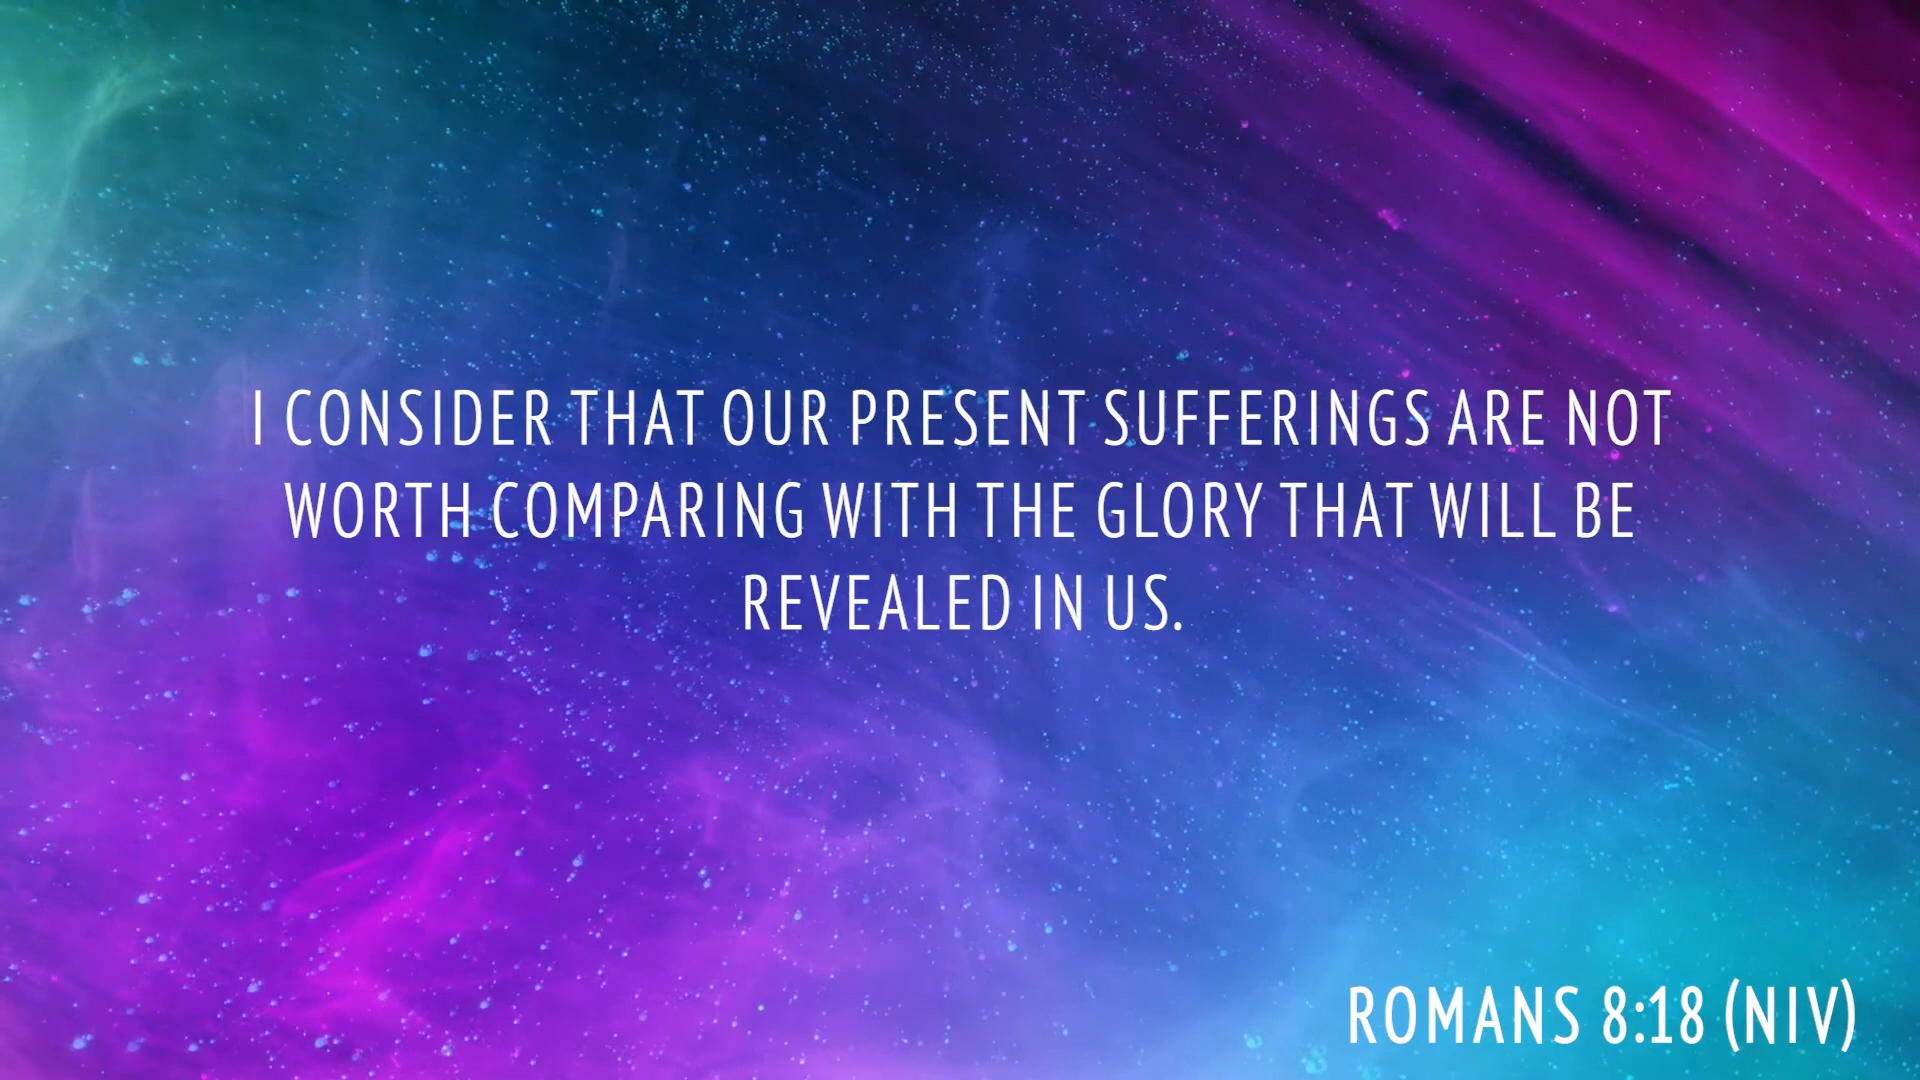 I CONSIDER THAT OUR PRESENT SUFFERINGS ARE NOT
WORTH COMPARING WITH THE GLORY THAT WILL BE
REVEALED IN US.
ROMANS 8:18 (NIV)